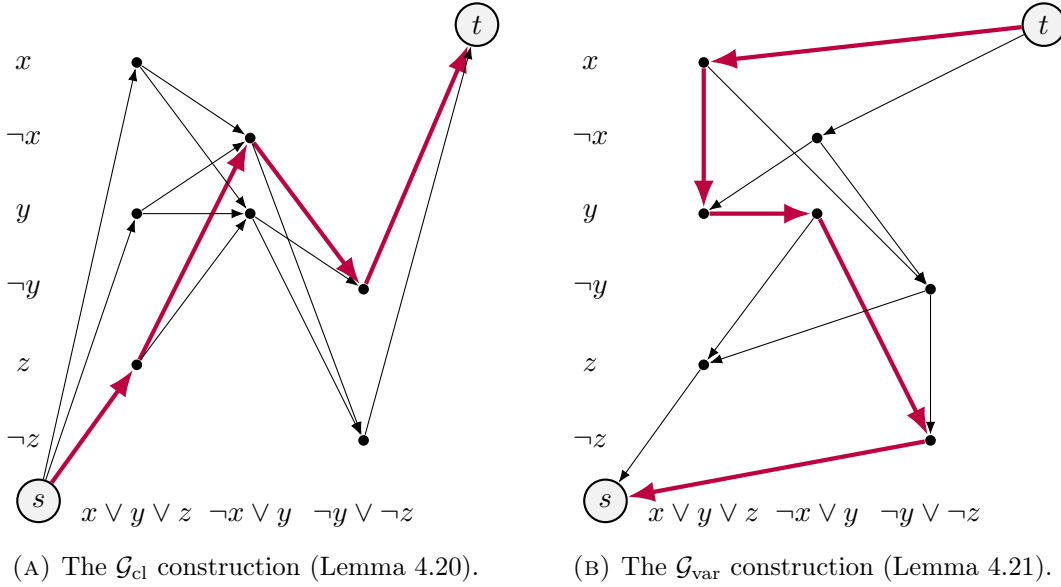 t
x
¬x
y
¬y
z
¬z
s
x ∨ y ∨ z ¬x ∨ y ¬y ∨ ¬z
(A) The 𝒢cl construction (Lemma 4.20).
t
x
¬x
y
¬y
z
¬z
s
x ∨ y ∨ z ¬x ∨ y ¬y ∨ ¬z
(B) The 𝒢var construction (Lemma 4.21).